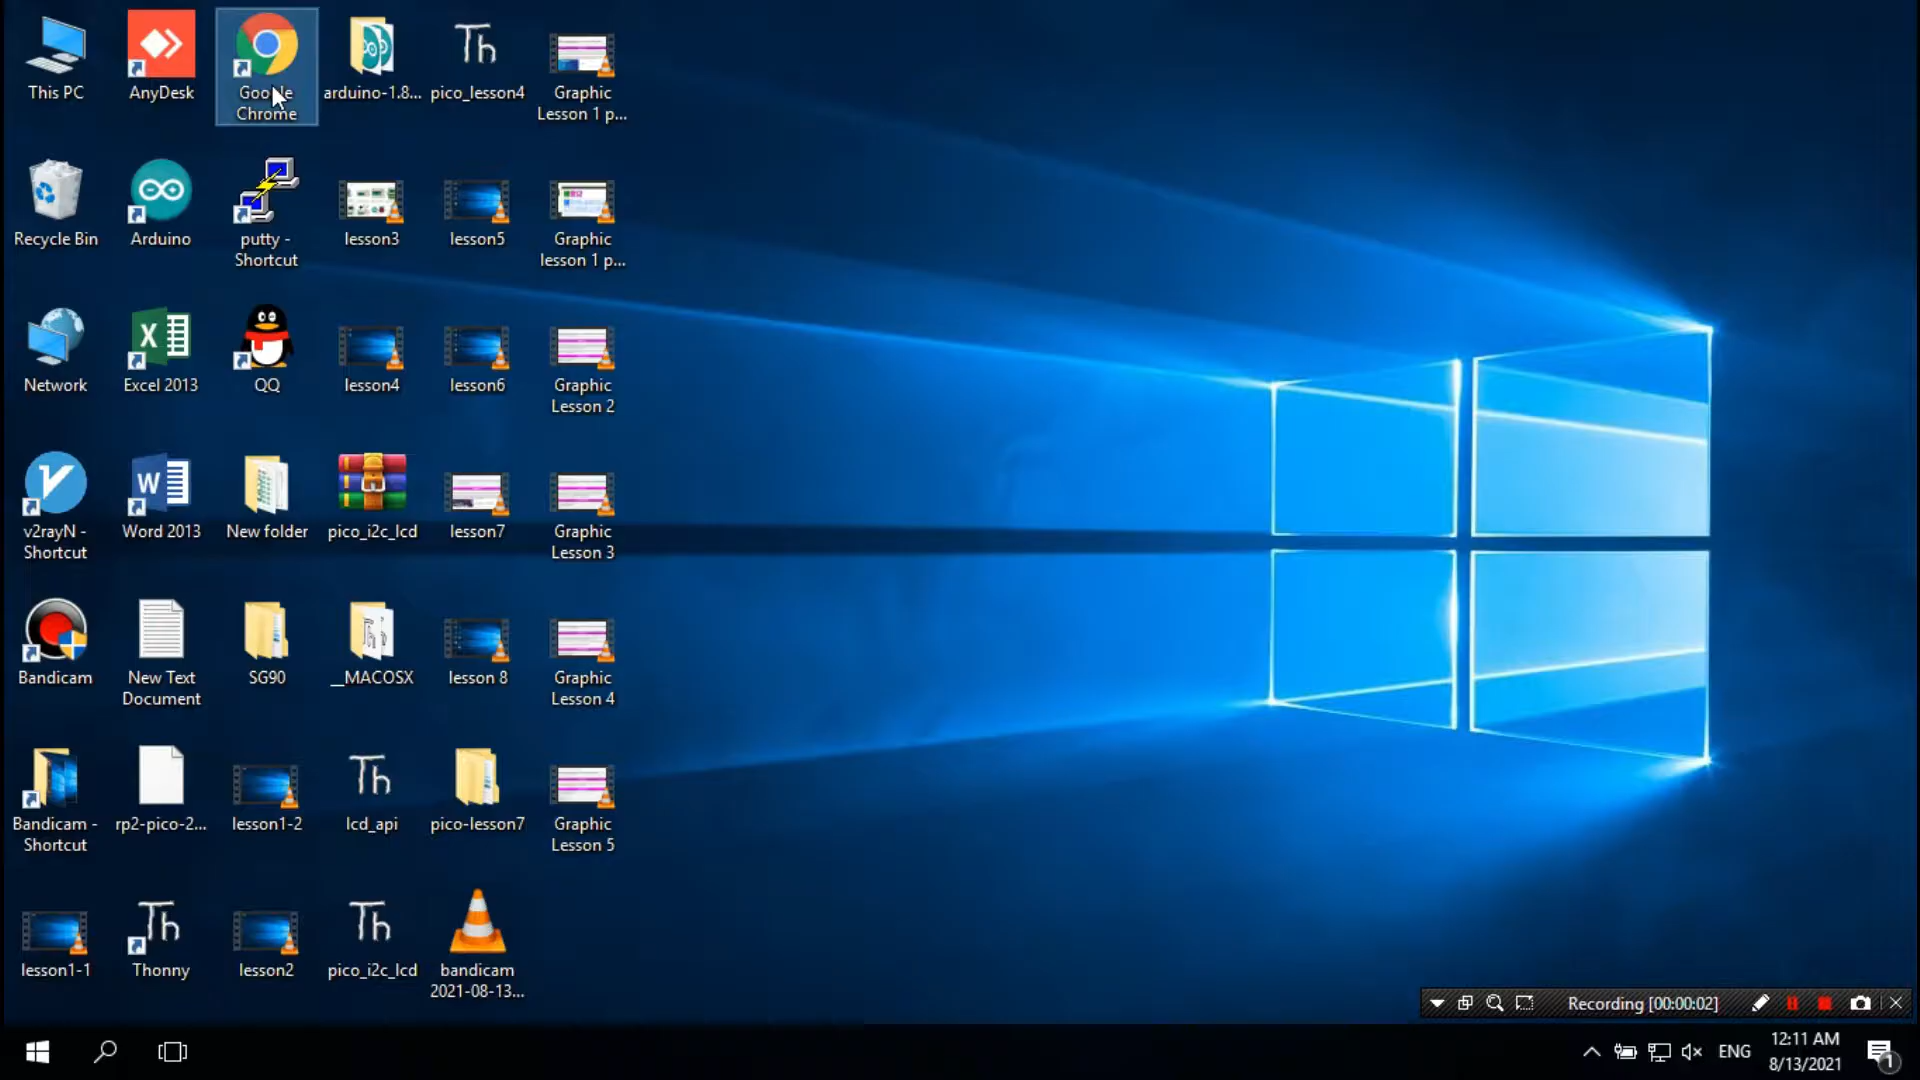 This PC
AnyDesk
Google
Chrome
arduino-1.8...
pico_lesson4
Graphic
Lesson 1 p...
Recycle Bin
Arduino
putty -
Shortcut
lesson3
lesson5
Graphic
lesson 1 p...
Network
Excel 2013
QQ
lesson4
lesson6
Graphic
Lesson 2
v2rayN -
Shortcut
Word 2013
New folder
pico_i2c_lcd
lesson7
Graphic
Lesson 3
Bandicam
New Text
Document
SG90
__MACOSX
lesson 8
Graphic
Lesson 4
Bandicam -
Shortcut
rp2-pico-2...
lesson1-2
lcd_api
pico-lesson7
Graphic
Lesson 5
lesson1-1
Thonny
lesson2
pico_i2c_lcd
bandicam
2021-08-13...
Recording [00:00:02]
ENG
12:11 AM
8/13/2021
1